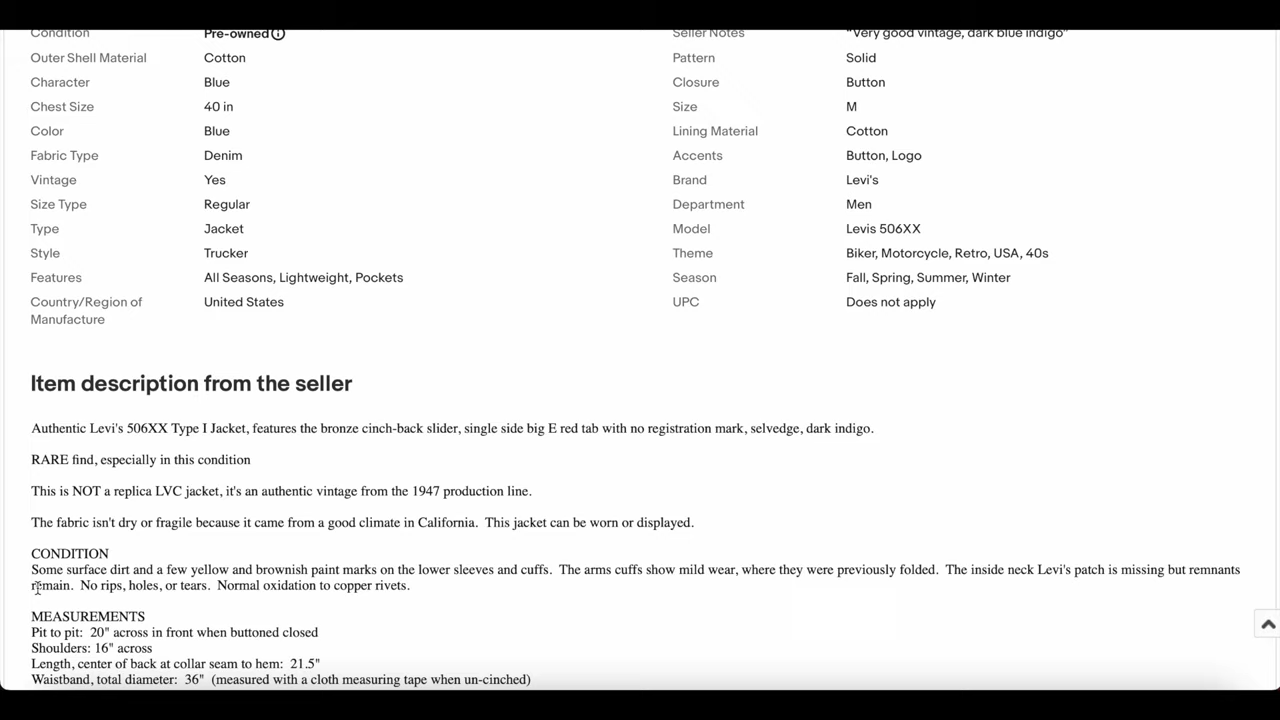 Condition Pre-owned Seller Notes "Very good vintage, dark blue indigo"
Outer Shell Material Cotton Pattern Solid
Character Blue Closure Button
Chest Size 40 in Size M
Color Blue Lining Material Cotton
Fabric Type Denim Accents Button, Logo
Vintage Yes Brand Levi's
Size Type Regular Department Men
Type Jacket Model Levis 506XX
Style Trucker Theme Biker, Motorcycle, Retro, USA, 40s
Features All Seasons, Lightweight, Pockets Season Fall, Spring, Summer, Winter
Country/Region of United States UPC Does not apply
Manufacture
Item description from the seller
Authentic Levi's 506XX Type I Jacket, features the bronze cinch-back slider, single side big E red tab with no registration mark, selvedge, dark indigo.
RARE find, especially in this condition
This is NOT a replica LVC jacket, it's an authentic vintage from the 1947 production line.
The fabric isn't dry or fragile because it came from a good climate in California. This jacket can be worn or displayed.
CONDITION
Some surface dirt and a few yellow and brownish paint marks on the lower sleeves and cuffs. The arms cuffs show mild wear, where they were previously folded. The inside neck Levi's patch is missing but remnants
remain. No rips, holes, or tears. Normal oxidation to copper rivets.
MEASUREMENTS
Pit to pit: 20" across in front when buttoned closed
Shoulders: 16" across
Length, center of back at collar seam to hem: 21.5"
Waistband, total diameter: 36" (measured with a cloth measuring tape when un-cinched)